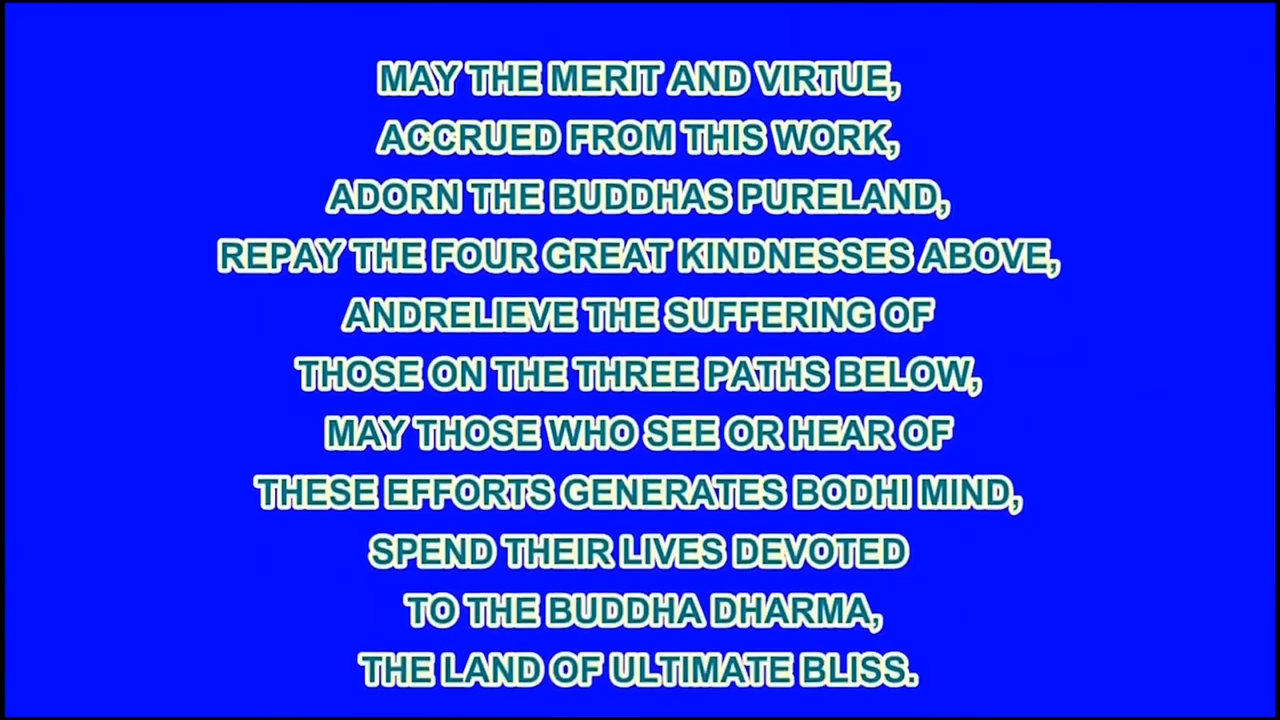 MAY THE MERIT AND VIRTUE,
ACCRUED FROM THIS WORK,
ADORN THE BUDDHAS PURELAND,
REPAY THE FOUR GREAT KINDNESSES ABOVE,
ANDRELIEVE THE SUFFERING OF
THOSE ON THE THREE PATHS BELOW,
MAY THOSE WHO SEE OR HEAR OF
THESE EFFORTS GENERATES BODHI MIND,
SPEND THEIR LIVES DEVOTED
TO THE BUDDHA DHARMA,
THE LAND OF ULTIMATE BLISS.